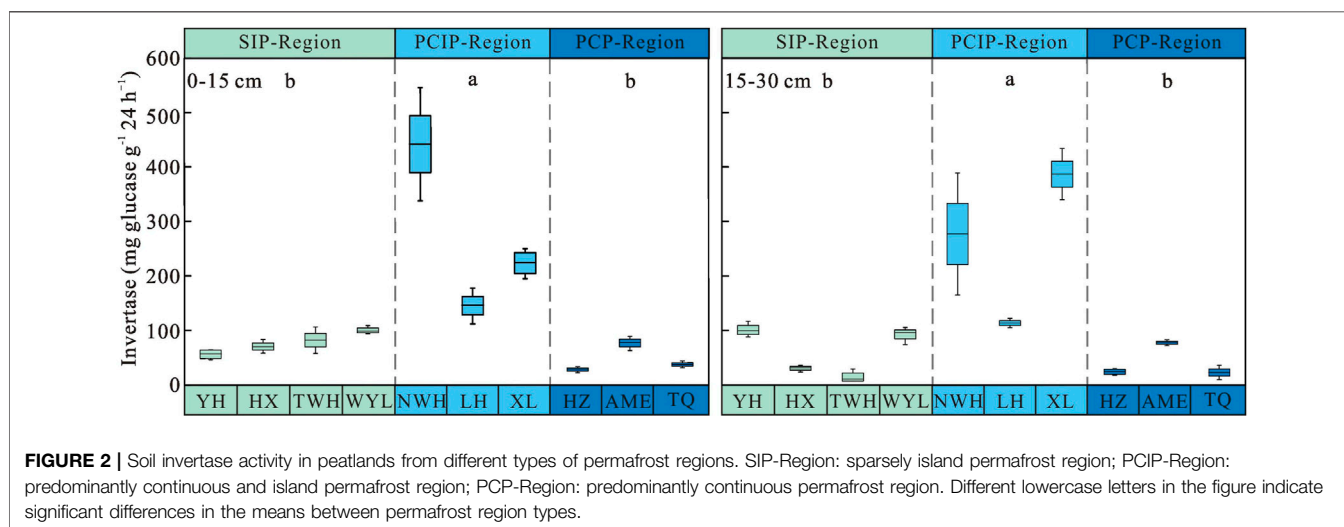 SIP-Region PCIP-Region PCP-Region SIP-Region PCIP-Region PCP-Region
600
0-15 cm b a b 15-30 cm b a b
500
400
300
200
100
0
Invertase (mg glucase g⁻¹ 24 h⁻¹)
YH HX TWH WYL NWH LH XL HZ AME TQ YH HX TWH WYL NWH LH XL HZ AME TQ
FIGURE 2 | Soil invertase activity in peatlands from different types of permafrost regions. SIP-Region: sparsely island permafrost region; PCIP-Region:
predominantly continuous and island permafrost region; PCP-Region: predominantly continuous permafrost region. Different lowercase letters in the figure indicate
significant differences in the means between permafrost region types.